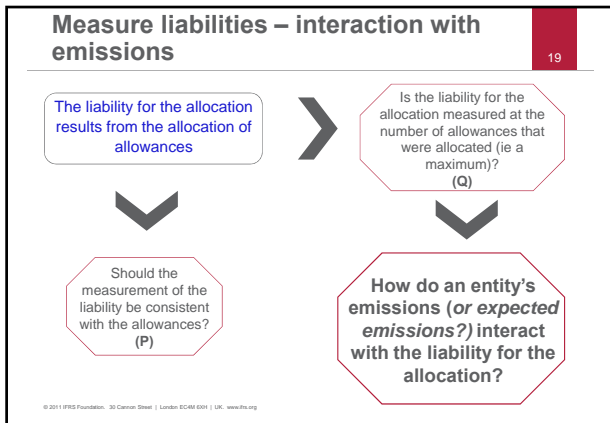 Measure liabilities – interaction with
emissions
19
The liability for the allocation
results from the allocation of
allowances
Is the liability for the
allocation measured at the
number of allowances that
were allocated (ie a
maximum)?
(Q)
Should the
measurement of the
liability be consistent
with the allowances?
(P)
How do an entity's
emissions (or expected
emissions?) interact
with the liability for the
allocation?
© 2011 IFRS Foundation. 30 Cannon Street | London EC4M 6XH | UK. www.ifrs.org